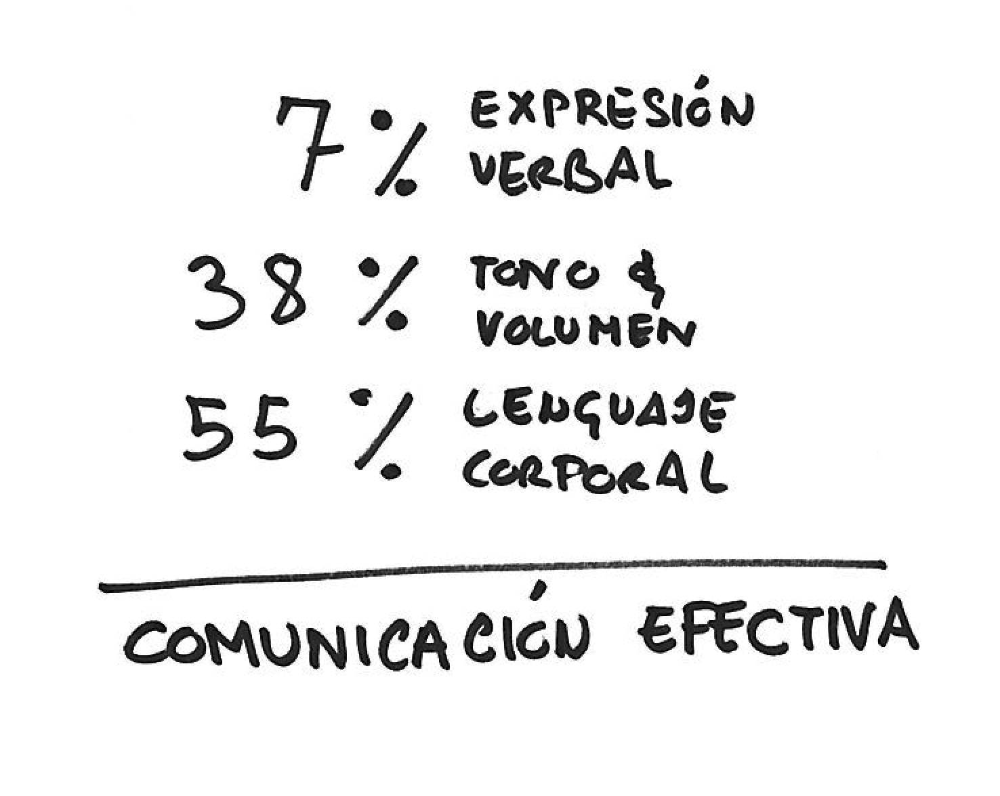 7% EXPRESIÓN
VERBAL
38% TONO &
VOLUMEN
55% LENGUAJE
CORPORAL
COMUNICACIÓN EFECTIVA